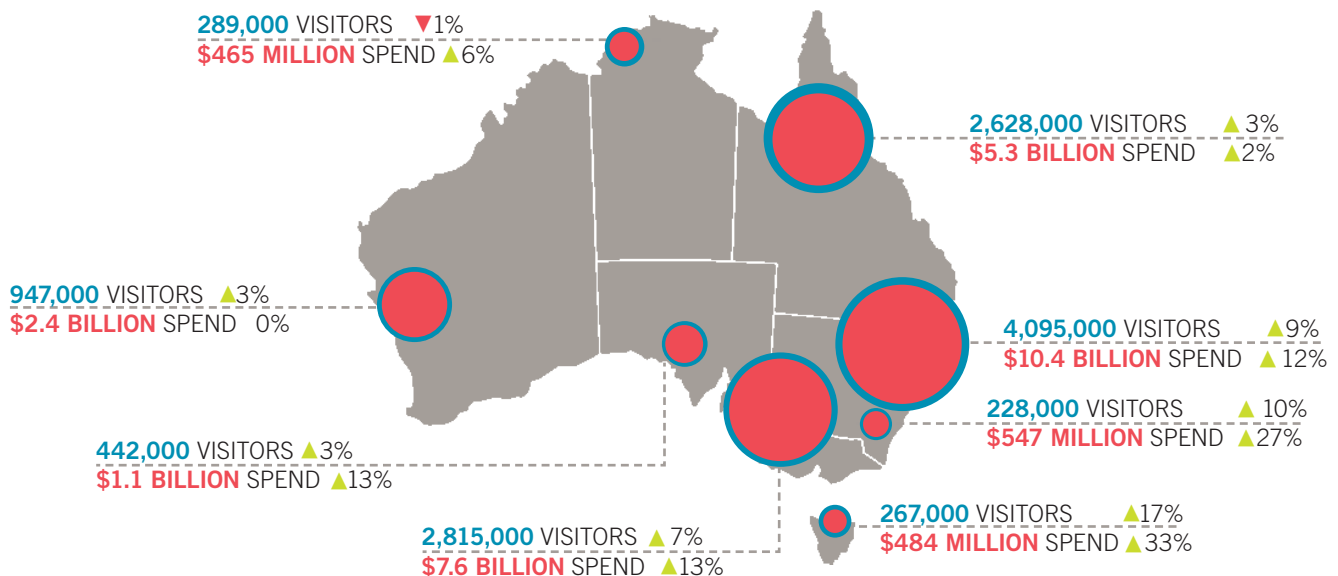 289,000 VISITORS ▼1%
$465 MILLION SPEND ▲6%
2,628,000 VISITORS ▲3%
$5.3 BILLION SPEND ▲2%
947,000 VISITORS ▲3%
$2.4 BILLION SPEND 0%
4,095,000 VISITORS ▲9%
$10.4 BILLION SPEND ▲12%
228,000 VISITORS ▲10%
$547 MILLION SPEND ▲27%
442,000 VISITORS ▲3%
$1.1 BILLION SPEND ▲13%
267,000 VISITORS ▲17%
$484 MILLION SPEND ▲33%
2,815,000 VISITORS ▲7%
$7.6 BILLION SPEND ▲13%